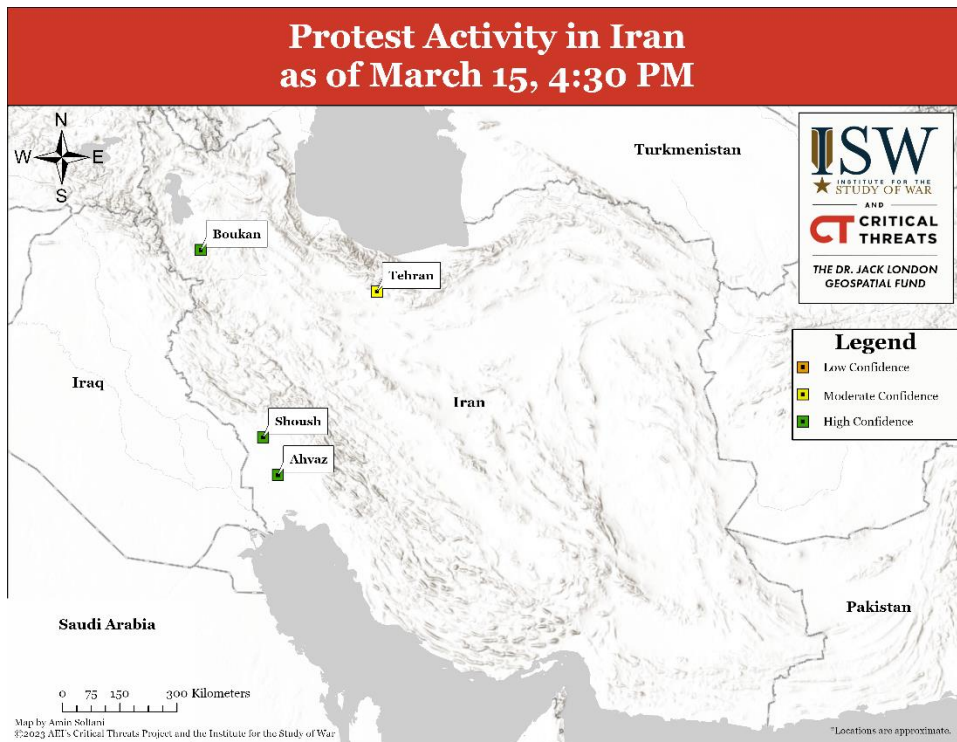 Protest Activity in Iran
as of March 15, 4:30 PM
N
W E
S
Turkmenistan
ISW
INSTITUTE FOR THE
STUDY OF WAR
AND
CT CRITICAL
THREATS
THE DR. JACK LONDON
GEOSPATIAL FUND
Boukan
Tehran
Legend
Low Confidence
Moderate Confidence
High Confidence
Iraq
Iran
Shoush
Ahvaz
Pakistan
Saudi Arabia
0 75 150 300 Kilometers
Map by Amin Soltani
©2023 AEI's Critical Threats Project and the Institute for the Study of War
*Locations are approximate.